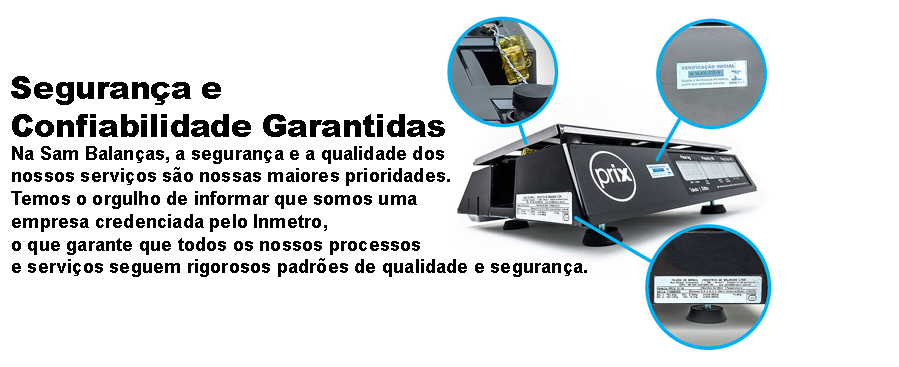 Segurança e
Confiabilidade Garantidas
Na Sam Balanças, a segurança e a qualidade dos
nossos serviços são nossas maiores prioridades.
Temos o orgulho de informar que somos uma
empresa credenciada pelo Inmetro,
o que garante que todos os nossos processos
e serviços seguem rigorosos padrões de qualidade e segurança.
VERIFICAÇÃO INICIAL
prix